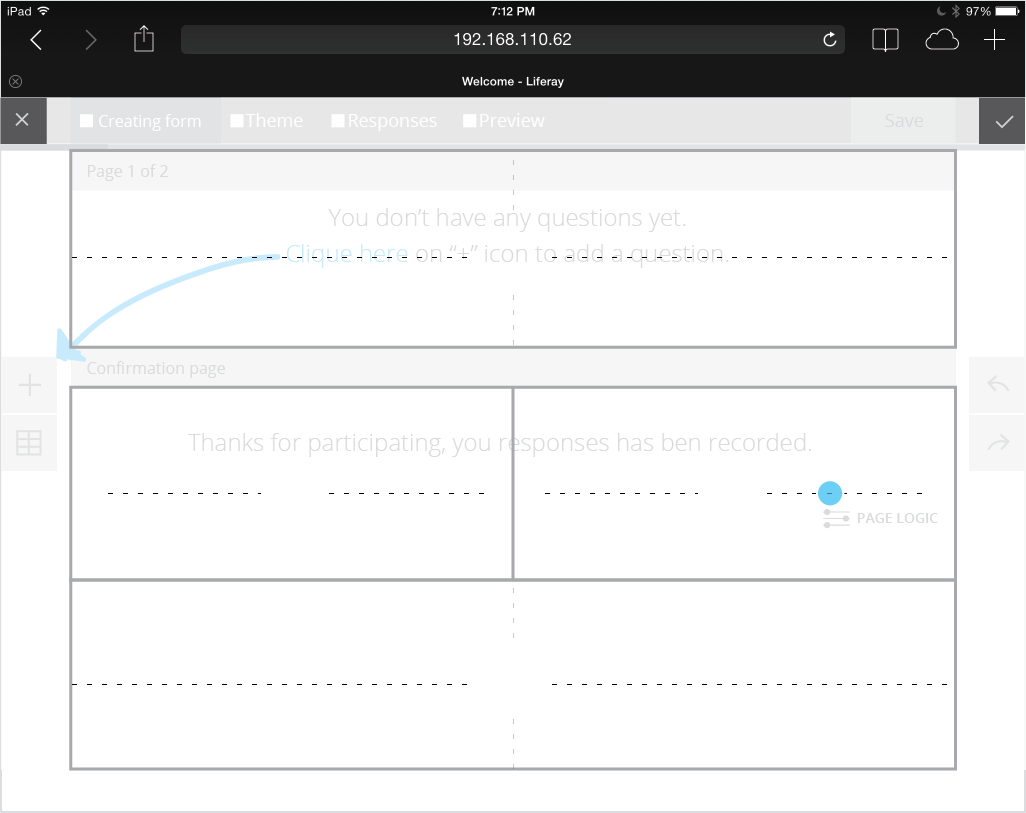 iPad 7:12 PM 97%
192.168.110.62
Welcome - Liferay
Creating form Theme Responses Preview Save
Page 1 of 2
You don’t have any questions yet.
Clique here on “+” icon to add a question.
Confirmation page
Thanks for participating, you responses has ben recorded.
PAGE LOGIC